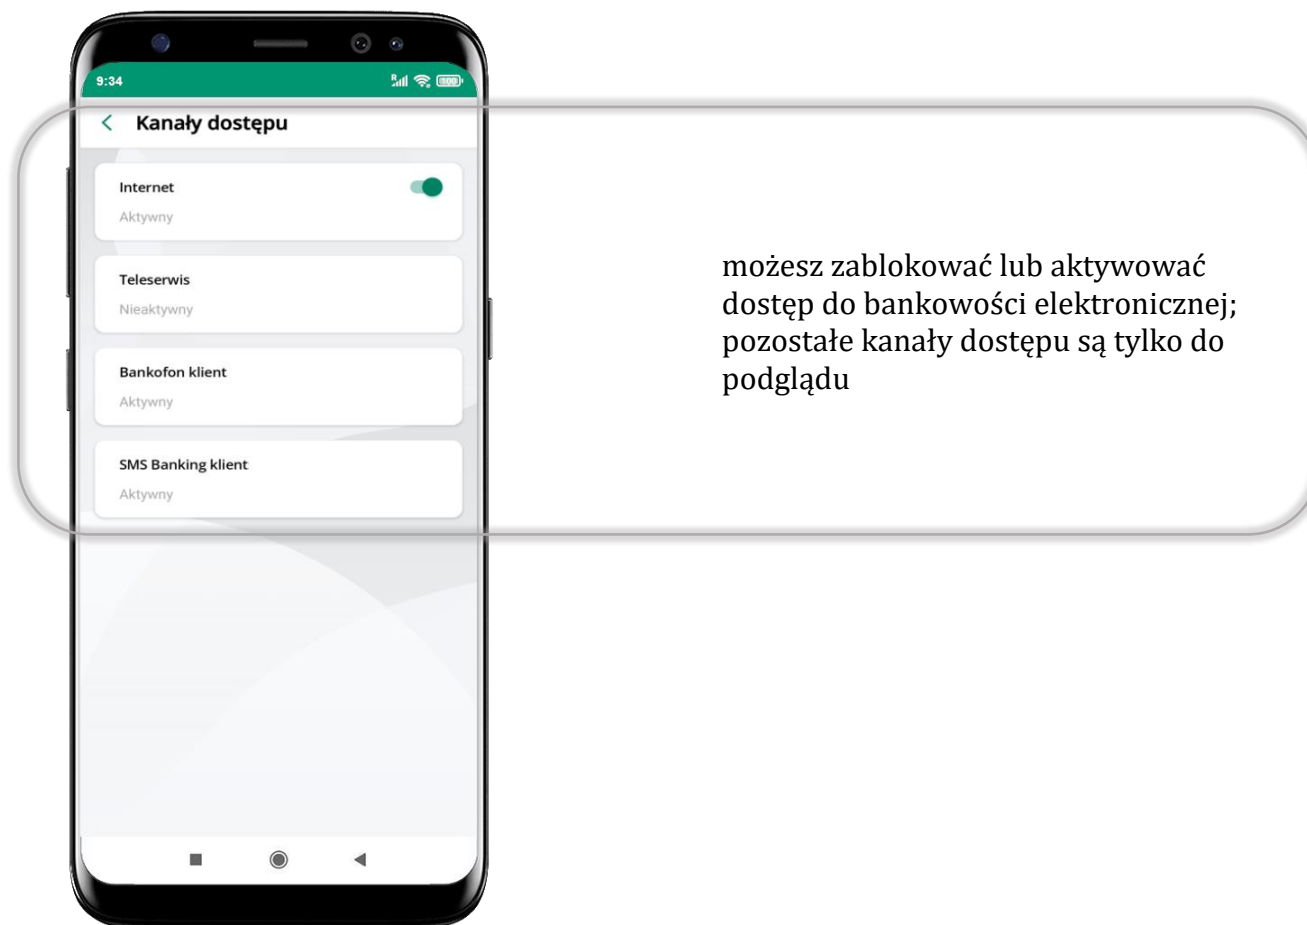 9:34
R
100
Kanały dostępu
Internet
Aktywny
Teleserwis
Nieaktywny
Bankofon klient
Aktywny
SMS Banking klient
Aktywny
możesz zablokować lub aktywować
dostęp do bankowości elektronicznej;
pozostałe kanały dostępu są tylko do
podglądu